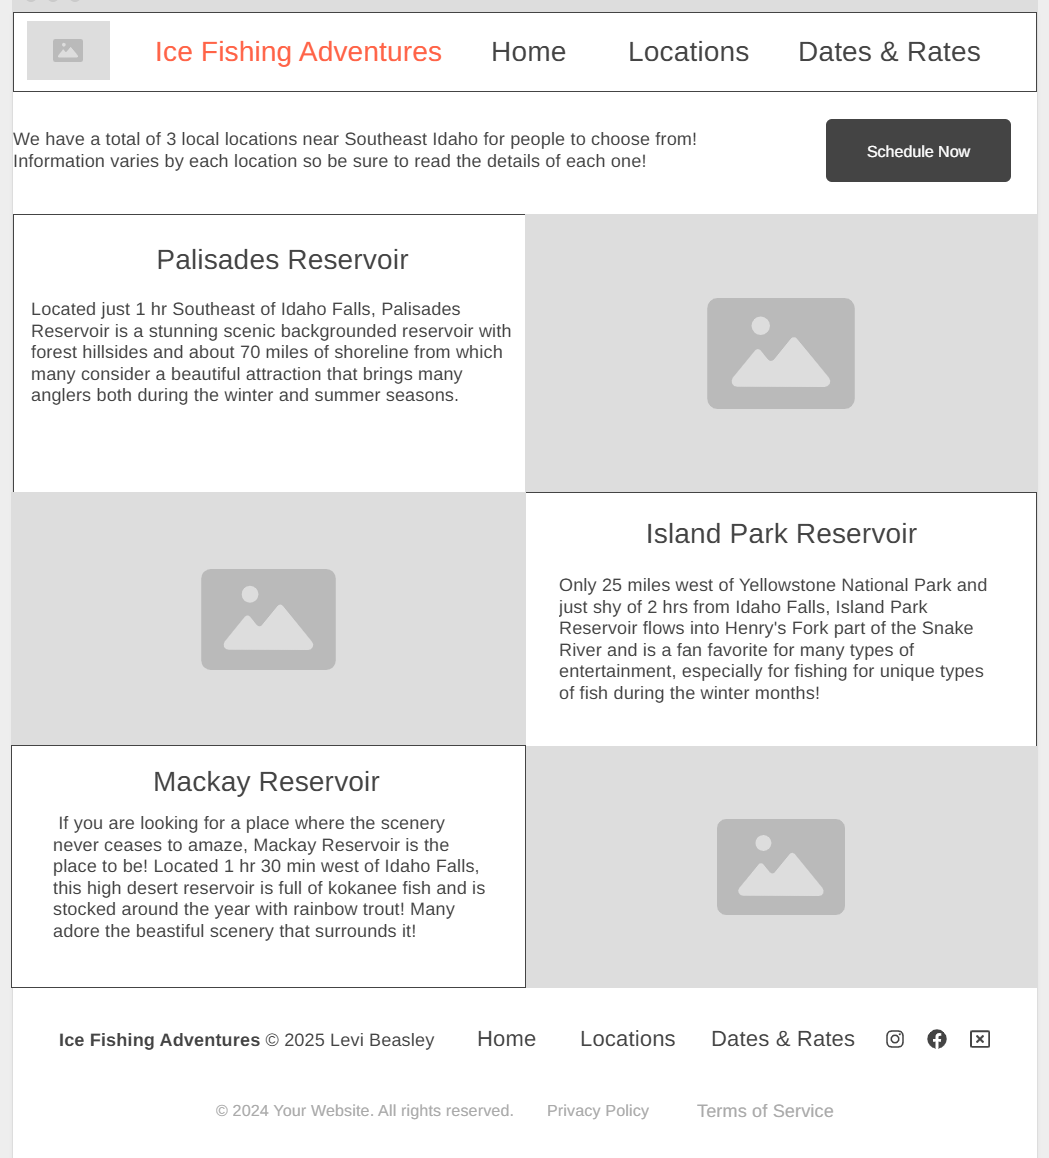 Ice Fishing Adventures Home Locations Dates & Rates
We have a total of 3 local locations near Southeast Idaho for people to choose from!
Information varies by each location so be sure to read the details of each one!
Schedule Now
Palisades Reservoir
Located just 1 hr Southeast of Idaho Falls, Palisades
Reservoir is a stunning scenic backgrounded reservoir with
forest hillsides and about 70 miles of shoreline from which
many consider a beautiful attraction that brings many
anglers both during the winter and summer seasons.
Island Park Reservoir
Only 25 miles west of Yellowstone National Park and
just shy of 2 hrs from Idaho Falls, Island Park
Reservoir flows into Henry's Fork part of the Snake
River and is a fan favorite for many types of
entertainment, especially for fishing for unique types
of fish during the winter months!
Mackay Reservoir
If you are looking for a place where the scenery
never ceases to amaze, Mackay Reservoir is the
place to be! Located 1 hr 30 min west of Idaho Falls,
this high desert reservoir is full of kokanee fish and is
stocked around the year with rainbow trout! Many
adore the beastiful scenery that surrounds it!
Ice Fishing Adventures © 2025 Levi Beasley Home Locations Dates & Rates
© 2024 Your Website. All rights reserved. Privacy Policy Terms of Service